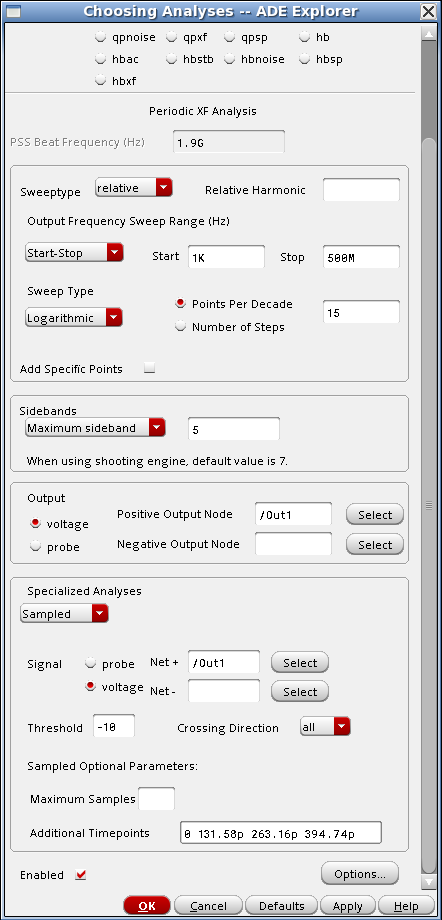 Choosing Analyses -- ADE Explorer
qpnoise qpxf qpsp hb
hbac hbstb hbnoise hbsp
hbxf
Periodic XF Analysis
PSS Beat Frequency (Hz) 1.9G
Sweeptype relative Relative Harmonic
Output Frequency Sweep Range (Hz)
Start-Stop Start 1K Stop 500M
Sweep Type
Logarithmic Points Per Decade 15
Number of Steps
Add Specific Points
Sidebands
Maximum sideband 5
When using shooting engine, default value is 7.
Output
voltage Positive Output Node /Out1 Select
probe Negative Output Node Select
Specialized Analyses
Sampled
Signal probe Net + /Out1 Select
voltage Net - Select
Threshold -10 Crossing Direction all
Sampled Optional Parameters:
Maximum Samples
Additional Timepoints 0 131.58p 263.16p 394.74p
Enabled Options...
OK Cancel Defaults Apply Help